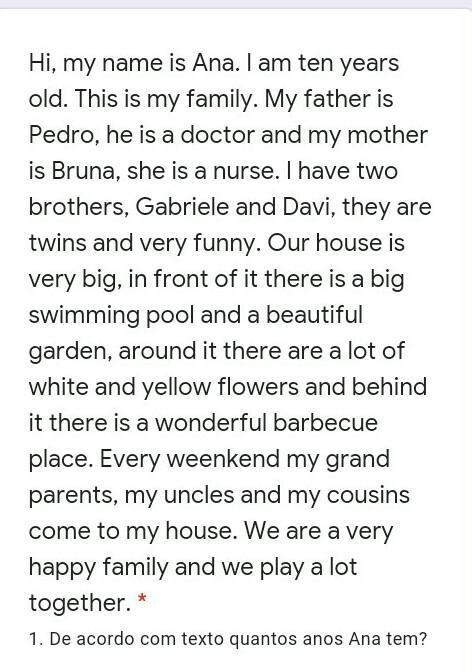 Hi, my name is Ana. I am ten years
old. This is my family. My father is
Pedro, he is a doctor and my mother
is Bruna, she is a nurse. I have two
brothers, Gabriele and Davi, they are
twins and very funny. Our house is
very big, in front of it there is a big
swimming pool and a beautiful
garden, around it there are a lot of
white and yellow flowers and behind
it there is a wonderful barbecue
place. Every weenkend my grand
parents, my uncles and my cousins
come to my house. We are a very
happy family and we play a lot
together. *
1. De acordo com texto quantos anos Ana tem?